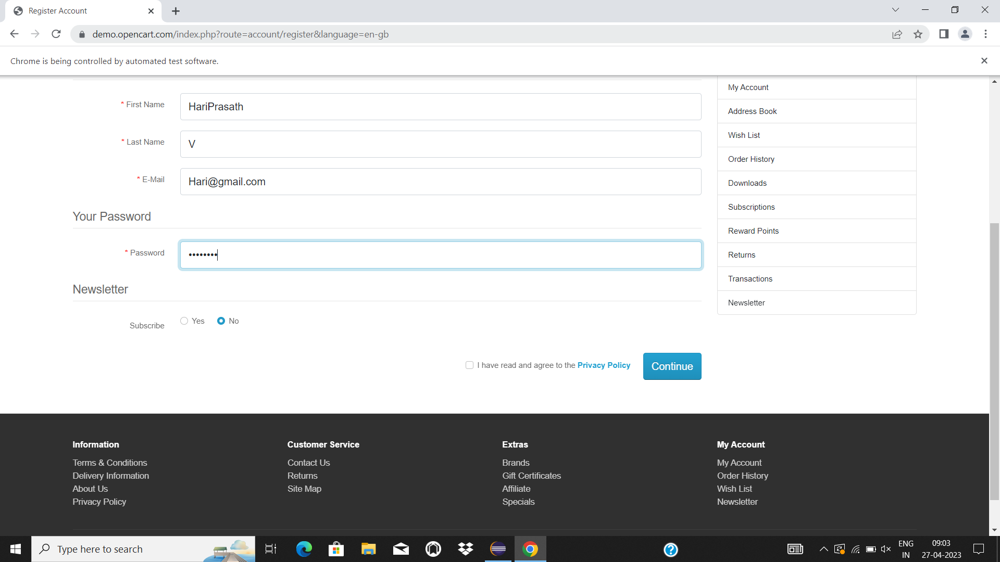 Register Account
demo.opencart.com/index.php?route=account/register&language=en-gb
Chrome is being controlled by automated test software.
* First Name
HariPrasath
* Last Name
V
* E-Mail
Hari@gmail.com
Your Password
* Password
••••••••
Newsletter
Subscribe
Yes
No
I have read and agree to the Privacy Policy
Continue
My Account
Address Book
Wish List
Order History
Downloads
Subscriptions
Reward Points
Returns
Transactions
Newsletter
Information
Terms & Conditions
Delivery Information
About Us
Privacy Policy
Customer Service
Contact Us
Returns
Site Map
Extras
Brands
Gift Certificates
Affiliate
Specials
My Account
My Account
Order History
Wish List
Newsletter
Type here to search
ENG
IN
09:03
27-04-2023